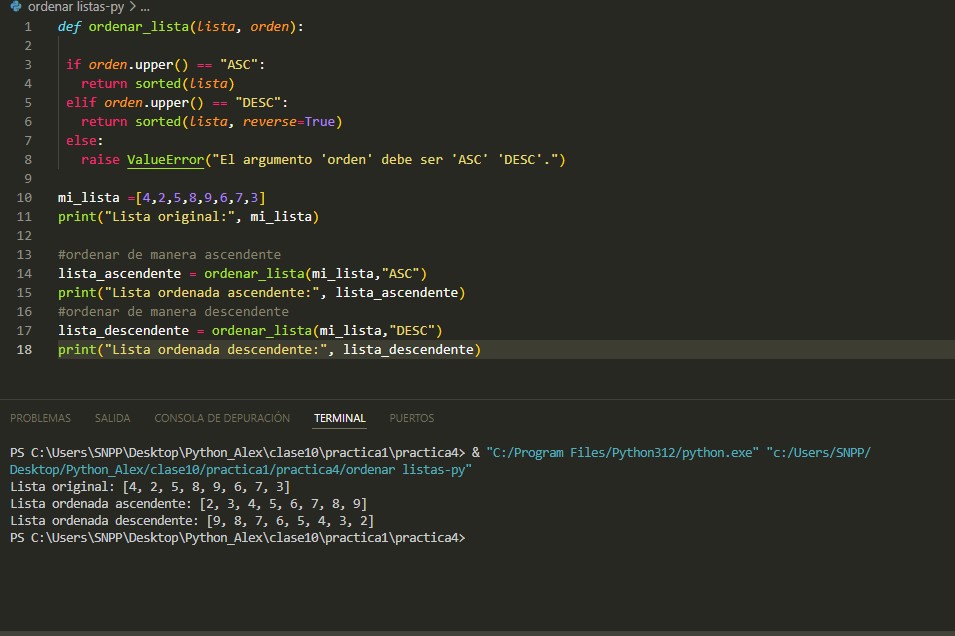 ordenar listas-py > ...
1 def ordenar_lista(lista, orden):
2
3 if orden.upper() == "ASC":
4 return sorted(lista)
5 elif orden.upper() == "DESC":
6 return sorted(lista, reverse=True)
7 else:
8 raise ValueError("El argumento 'orden' debe ser 'ASC' 'DESC'.")
9
10 mi_lista =[4,2,5,8,9,6,7,3]
11 print("Lista original:", mi_lista)
12
13 #ordenar de manera ascendente
14 lista_ascendente = ordenar_lista(mi_lista,"ASC")
15 print("Lista ordenada ascendente:", lista_ascendente)
16 #ordenar de manera descendente
17 lista_descendente = ordenar_lista(mi_lista,"DESC")
18 print("Lista ordenada descendente:", lista_descendente)
PROBLEMAS SALIDA CONSOLA DE DEPURACIÓN TERMINAL PUERTOS
PS C:\Users\SNPP\Desktop\Python_Alex\clase10\practica1\practica4> & "C:/Program Files/Python312/python.exe" "c:/Users/SNPP/
Desktop/Python_Alex/clase10/practica1/practica4/ordenar listas-py"
Lista original: [4, 2, 5, 8, 9, 6, 7, 3]
Lista ordenada ascendente: [2, 3, 4, 5, 6, 7, 8, 9]
Lista ordenada descendente: [9, 8, 7, 6, 5, 4, 3, 2]
PS C:\Users\SNPP\Desktop\Python_Alex\clase10\practica1\practica4>